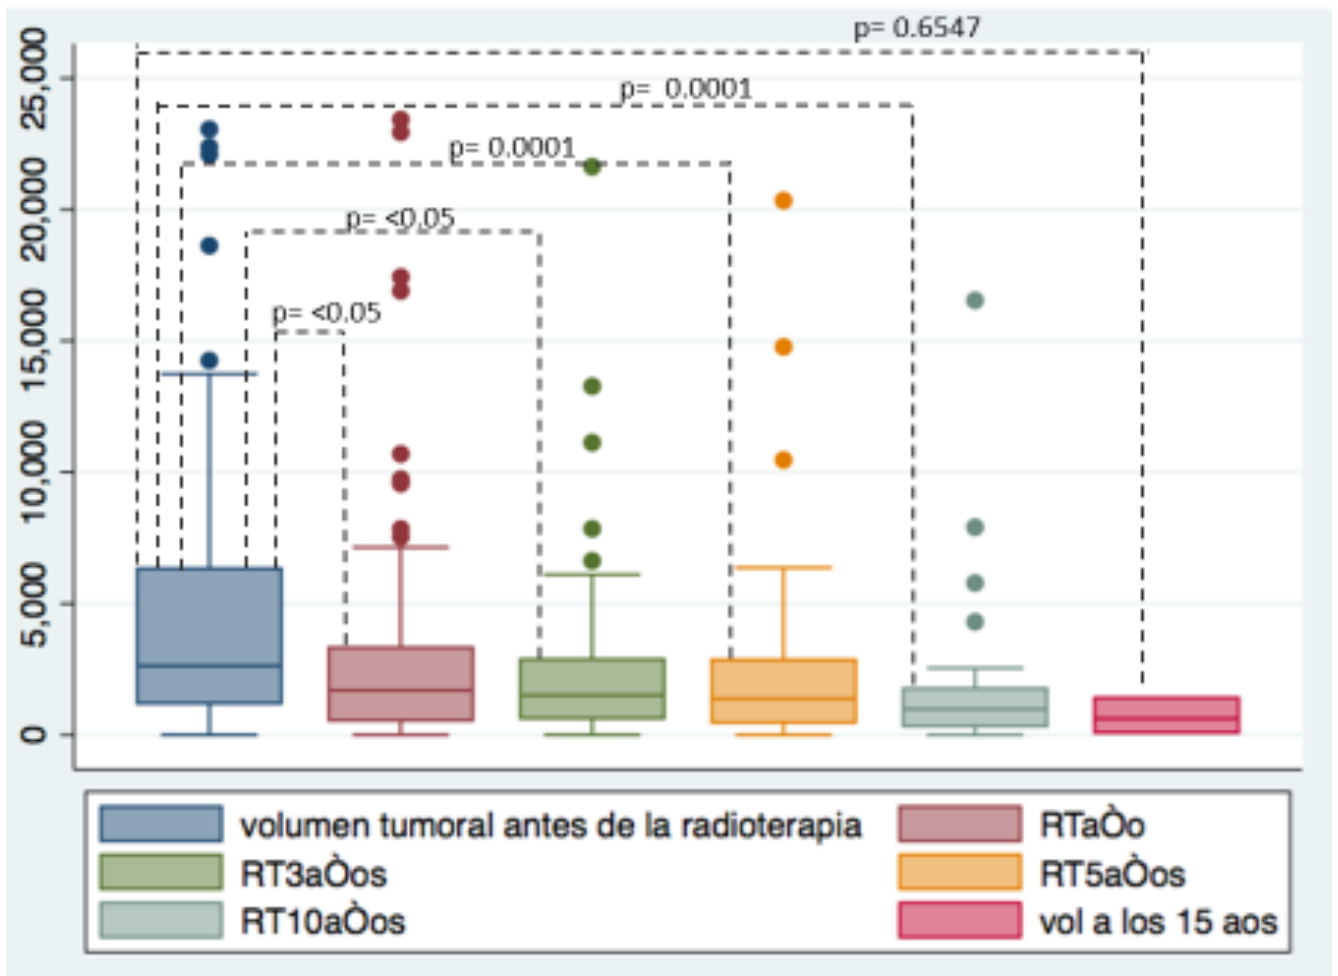 p= 0.6547
p= 0.0001
p= 0.0001
p= <0.05
p= <0.05
25,000
20,000
15,000
10,000
5,000
0
volumen tumoral antes de la radioterapia
RTaÒo
RT3aÒos
RT5aÒos
RT10aÒos
vol a los 15 aos